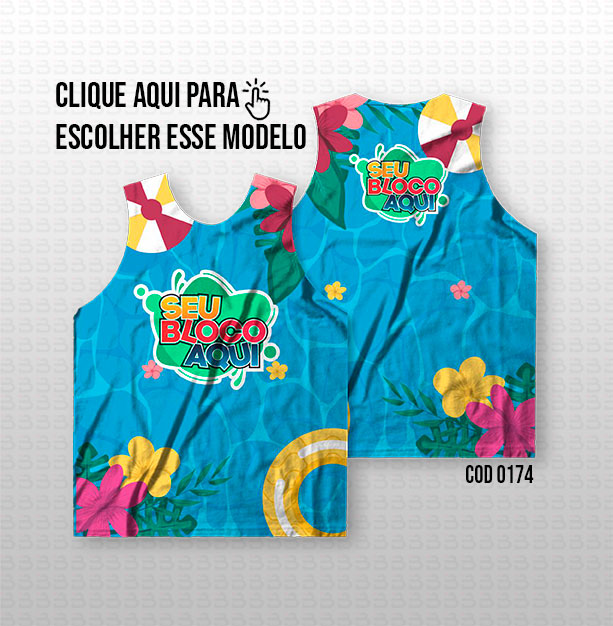 CLIQUE AQUI PARA
ESCOLHER ESSE MODELO
SEU
BLOCO
AQUI
SEU
BLOCO
AQUI
COD 0174